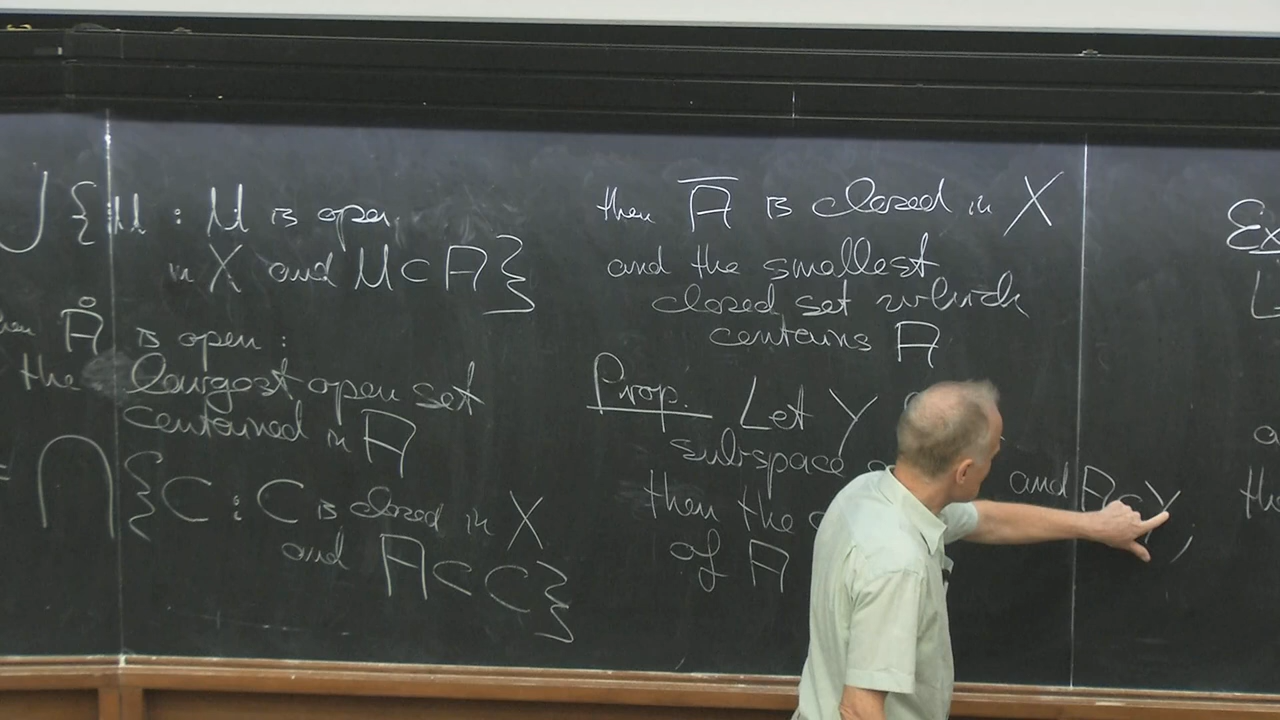 ∪{U : U is open
in X and U ⊂ A}
Å is open :
the largest open set
contained in A
= ∩{C : C is closed in X
and A ⊂ C}
then A̅ is closed in X
and the smallest
closed set which
contains A
Prop. Let Y
subspace and A ⊂ Y,
then the
of A
Ex